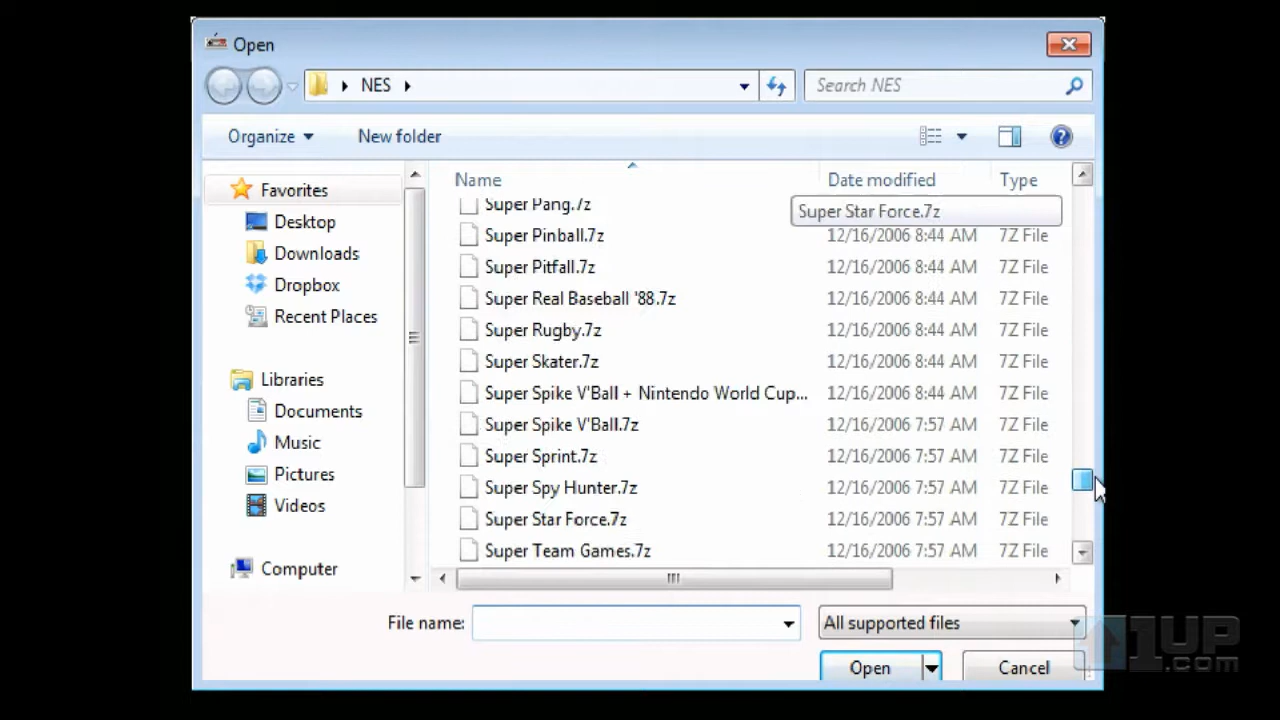 Open
NES
Search NES
Organize
New folder
Name
Date modified
Type
Favorites
Desktop
Downloads
Dropbox
Recent Places
Libraries
Documents
Music
Pictures
Videos
Computer
Super Pang.7z
Super Star Force.7z
Super Pinball.7z 12/16/2006 8:44 AM 7Z File
Super Pitfall.7z 12/16/2006 8:44 AM 7Z File
Super Real Baseball '88.7z 12/16/2006 8:44 AM 7Z File
Super Rugby.7z 12/16/2006 8:44 AM 7Z File
Super Skater.7z 12/16/2006 8:44 AM 7Z File
Super Spike V'Ball + Nintendo World Cup... 12/16/2006 8:44 AM 7Z File
Super Spike V'Ball.7z 12/16/2006 7:57 AM 7Z File
Super Sprint.7z 12/16/2006 7:57 AM 7Z File
Super Spy Hunter.7z 12/16/2006 7:57 AM 7Z File
Super Star Force.7z 12/16/2006 7:57 AM 7Z File
Super Team Games.7z 12/16/2006 7:57 AM 7Z File
File name:
All supported files
Open
Cancel
1UP
.com